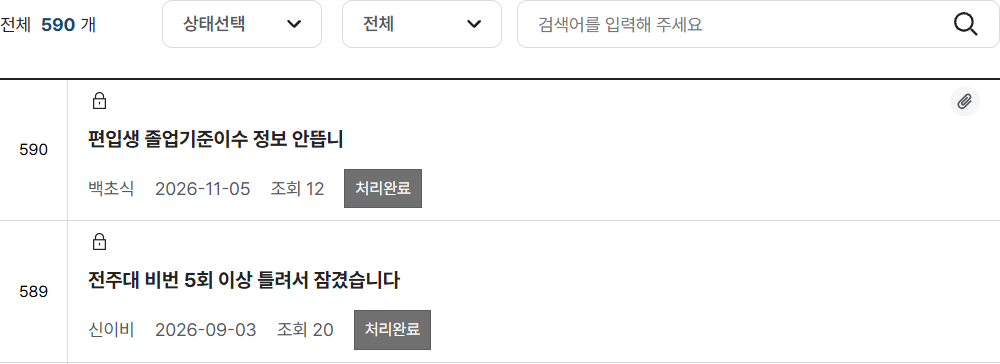 전체 590 개 상태선택 전체 검색어를 입력해 주세요
590
편입생 졸업기준이수 정보 안뜹니
백초식 2026-11-05 조회 12 처리완료
589
전주대 비번 5회 이상 틀려서 잠겼습니다
신이비 2026-09-03 조회 20 처리완료